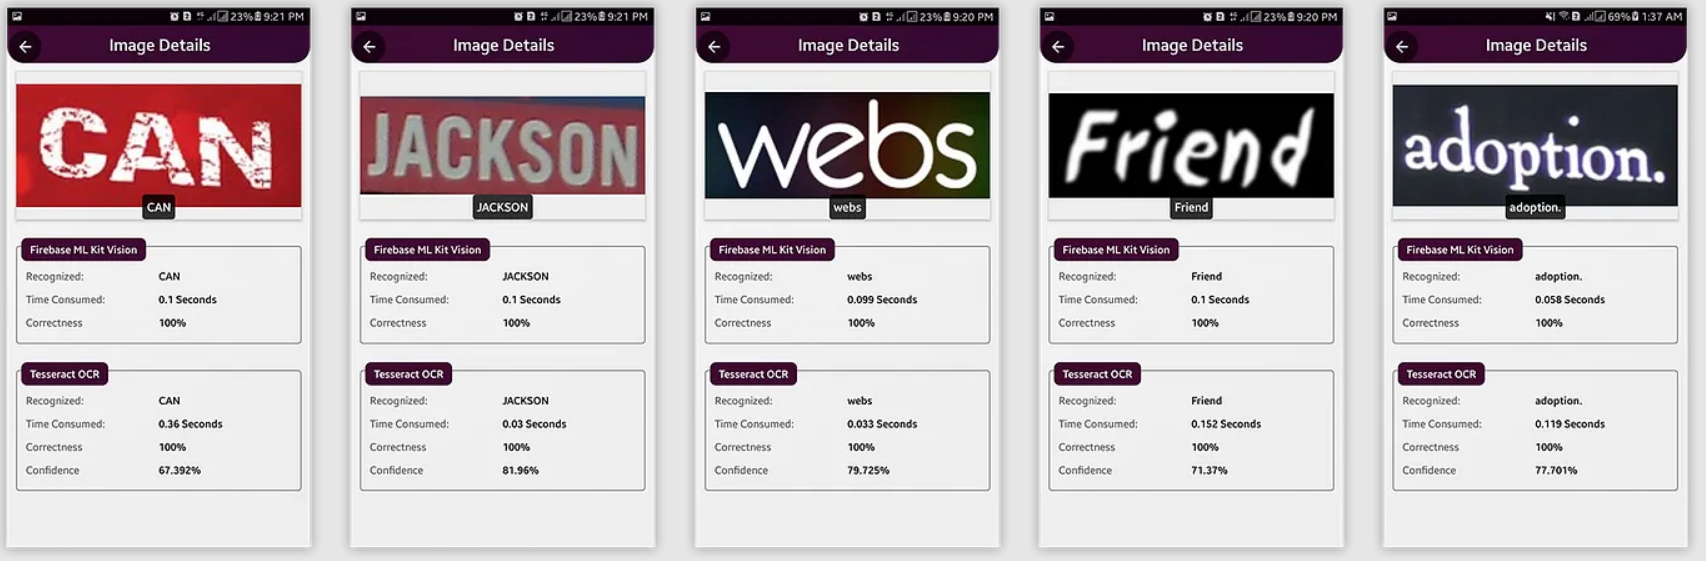 23% 9:21 PM
Image Details
CAN
CAN
Firebase ML Kit Vision
Recognized: CAN
Time Consumed: 0.1 Seconds
Correctness 100%
Tesseract OCR
Recognized: CAN
Time Consumed: 0.36 Seconds
Correctness 100%
Confidence 67.392%
23% 9:21 PM
Image Details
JACKSON
JACKSON
Firebase ML Kit Vision
Recognized: JACKSON
Time Consumed: 0.1 Seconds
Correctness 100%
Tesseract OCR
Recognized: JACKSON
Time Consumed: 0.03 Seconds
Correctness 100%
Confidence 81.96%
23% 9:20 PM
Image Details
webs
webs
Firebase ML Kit Vision
Recognized: webs
Time Consumed: 0.099 Seconds
Correctness 100%
Tesseract OCR
Recognized: webs
Time Consumed: 0.033 Seconds
Correctness 100%
Confidence 79.725%
23% 9:20 PM
Image Details
Friend
Friend
Firebase ML Kit Vision
Recognized: Friend
Time Consumed: 0.1 Seconds
Correctness 100%
Tesseract OCR
Recognized: Friend
Time Consumed: 0.152 Seconds
Correctness 100%
Confidence 71.37%
69% 1:37 AM
Image Details
adoption.
adoption.
Firebase ML Kit Vision
Recognized: adoption.
Time Consumed: 0.058 Seconds
Correctness 100%
Tesseract OCR
Recognized: adoption.
Time Consumed: 0.119 Seconds
Correctness 100%
Confidence 77.701%